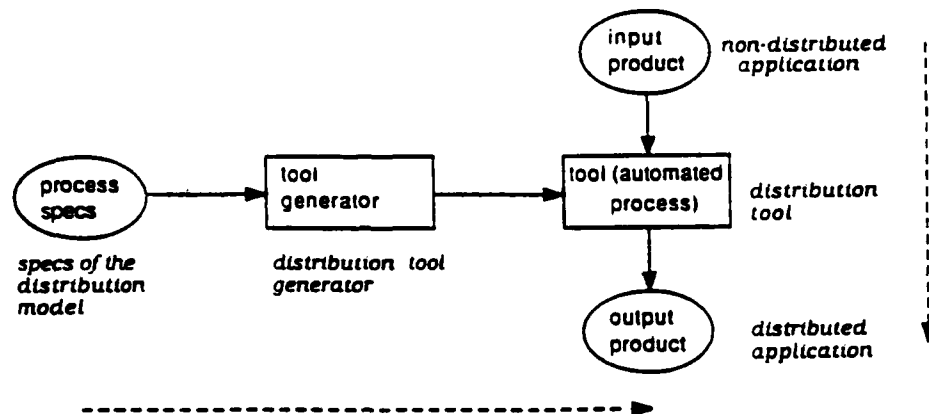 input
product
non-distributed
application
process
specs
tool
generator
tool (automated
process)
distribution
tool
specs of the
distribution
model
distribution tool
generator
output
product
distributed
application